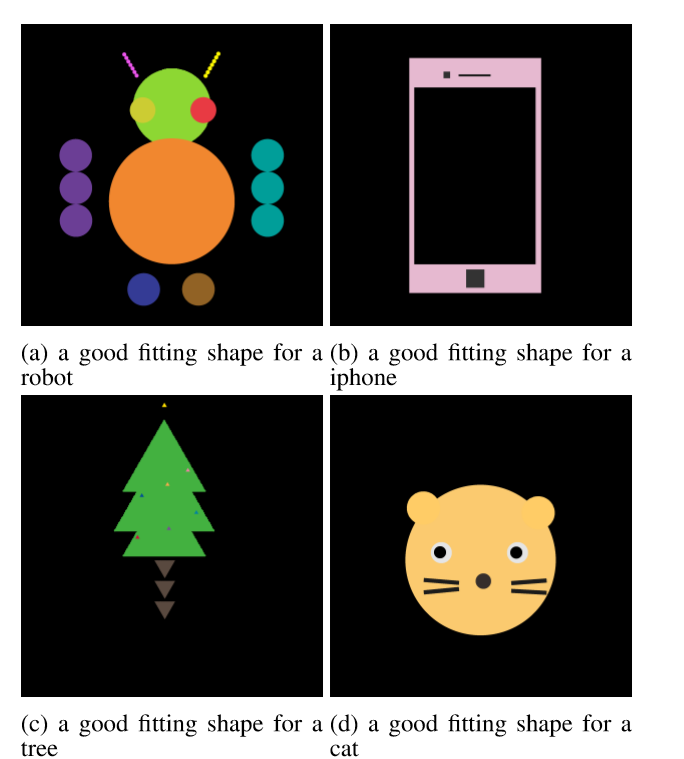 (a) a good fitting shape for a
robot
(b) a good fitting shape for a
iphone
(c) a good fitting shape for a
tree
(d) a good fitting shape for a
cat